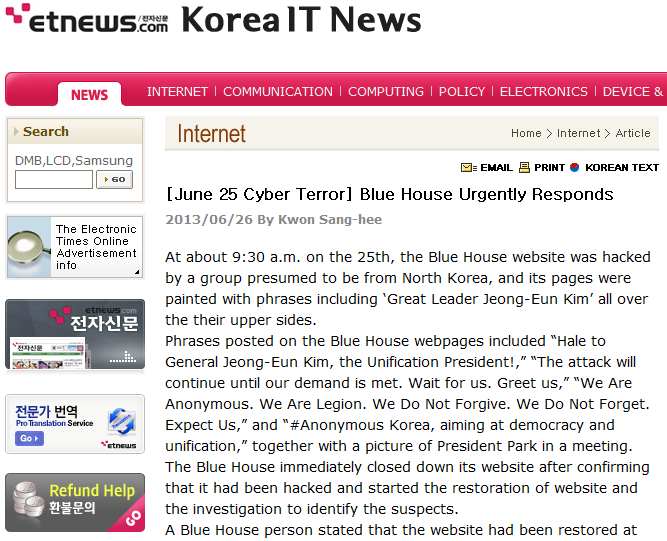 etnews.com /전자신문 Korea IT News
NEWS INTERNET | COMMUNICATION | COMPUTING | POLICY | ELECTRONICS | DEVICE &
Search
DMB,LCD,Samsung
GO
The Electronic
Times Online
Advertisement
info
etnews.com
전자신문
전문가 번역
Pro Translation Service
Go
etnews
Refund Help
환불문의
GO
Internet
Home > Internet > Article
EMAIL PRINT KOREAN TEXT
[June 25 Cyber Terror] Blue House Urgently Responds
2013/06/26 By Kwon Sang-hee
At about 9:30 a.m. on the 25th, the Blue House website was hacked
by a group presumed to be from North Korea, and its pages were
painted with phrases including ‘Great Leader Jeong-Eun Kim’ all over
the their upper sides.
Phrases posted on the Blue House webpages included “Hale to
General Jeong-Eun Kim, the Unification President!,” “The attack will
continue until our demand is met. Wait for us. Greet us,” “We Are
Anonymous. We Are Legion. We Do Not Forgive. We Do Not Forget.
Expect Us,” and “#Anonymous Korea, aiming at democracy and
unification,” together with a picture of President Park in a meeting.
The Blue House immediately closed down its website after confirming
that it had been hacked and started the restoration of website and
the investigation to identify the suspects.
A Blue House person stated that the website had been restored at